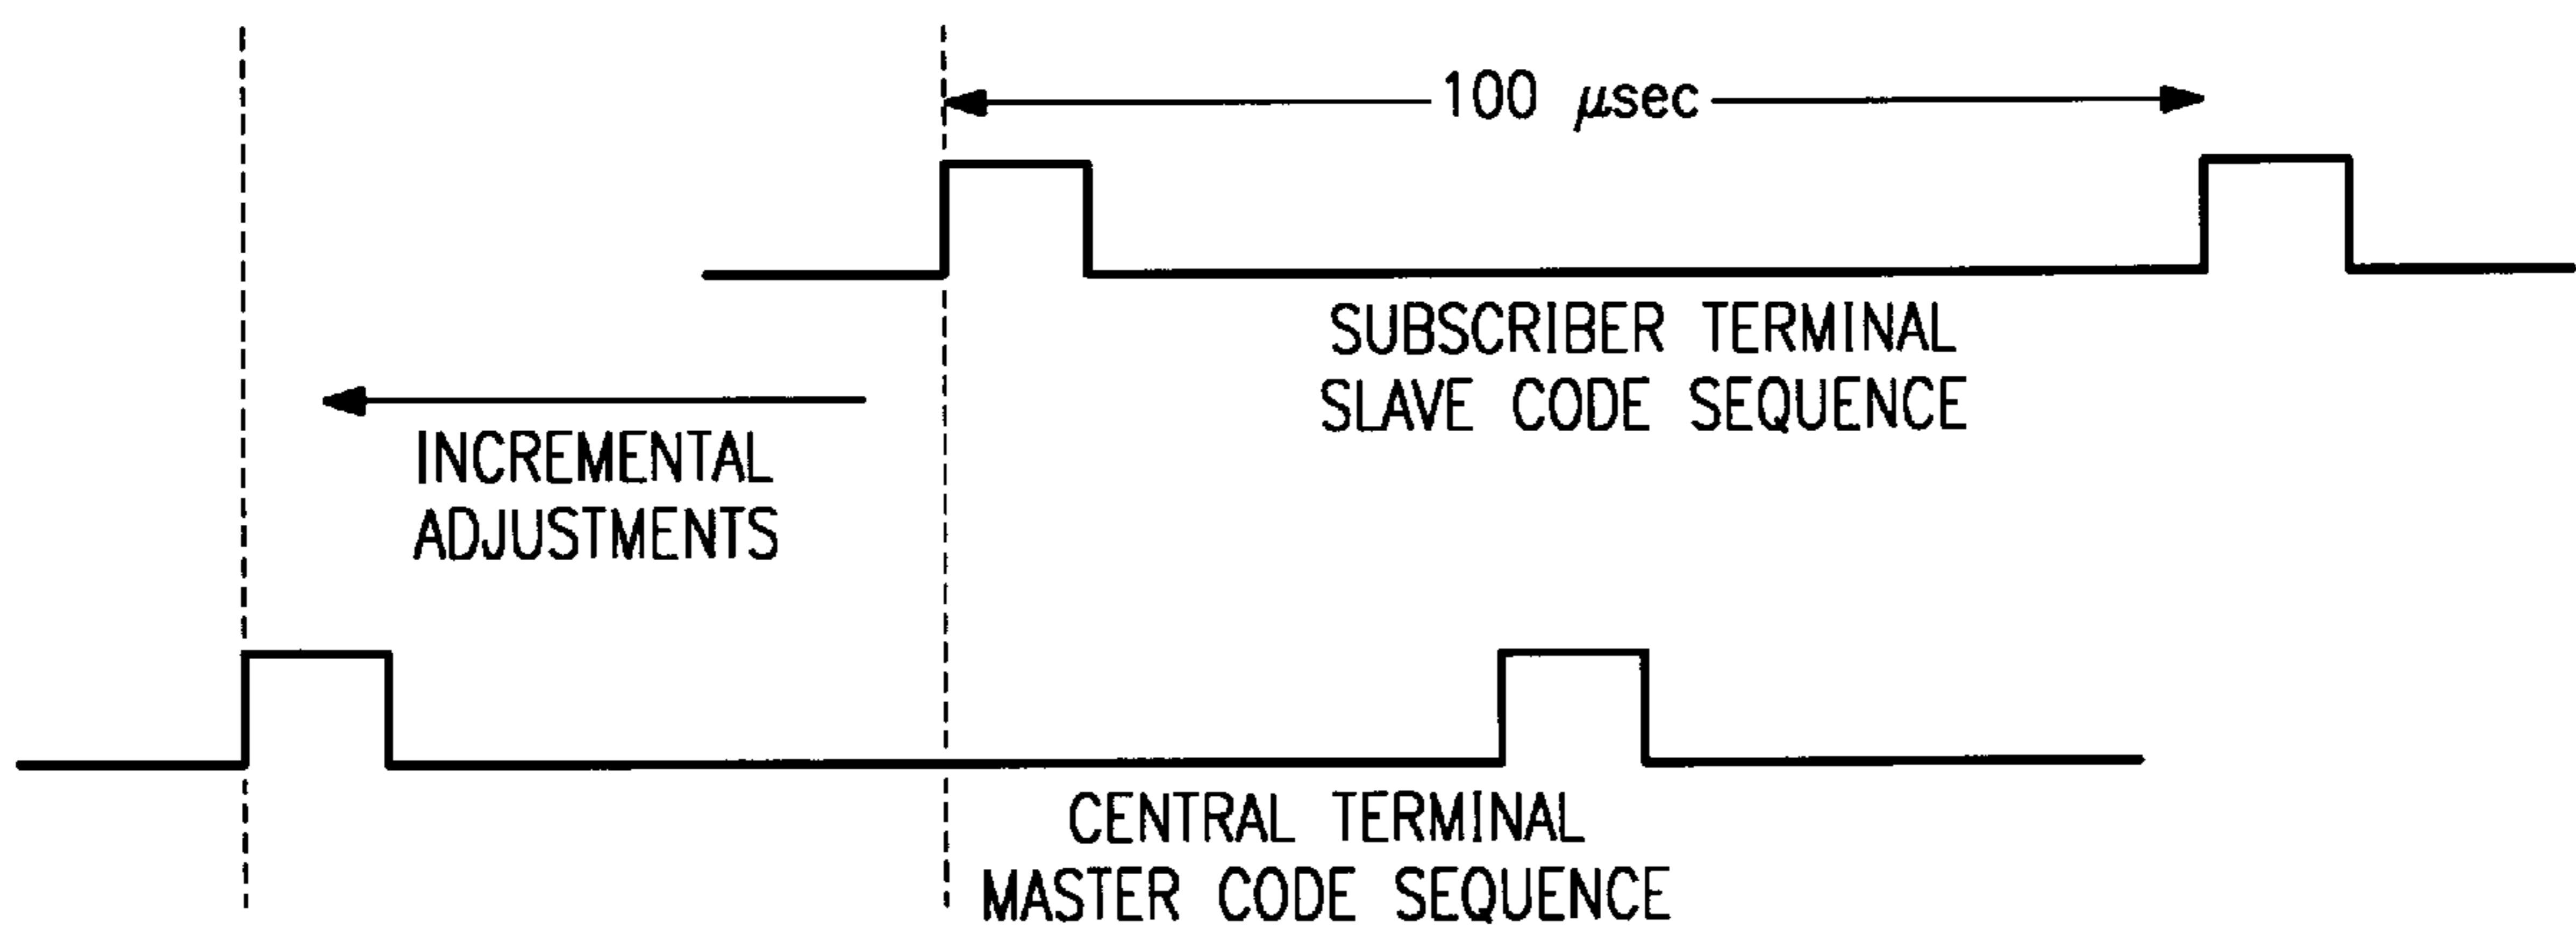 100 μsec
SUBSCRIBER TERMINAL
SLAVE CODE SEQUENCE
INCREMENTAL
ADJUSTMENTS
CENTRAL TERMINAL
MASTER CODE SEQUENCE